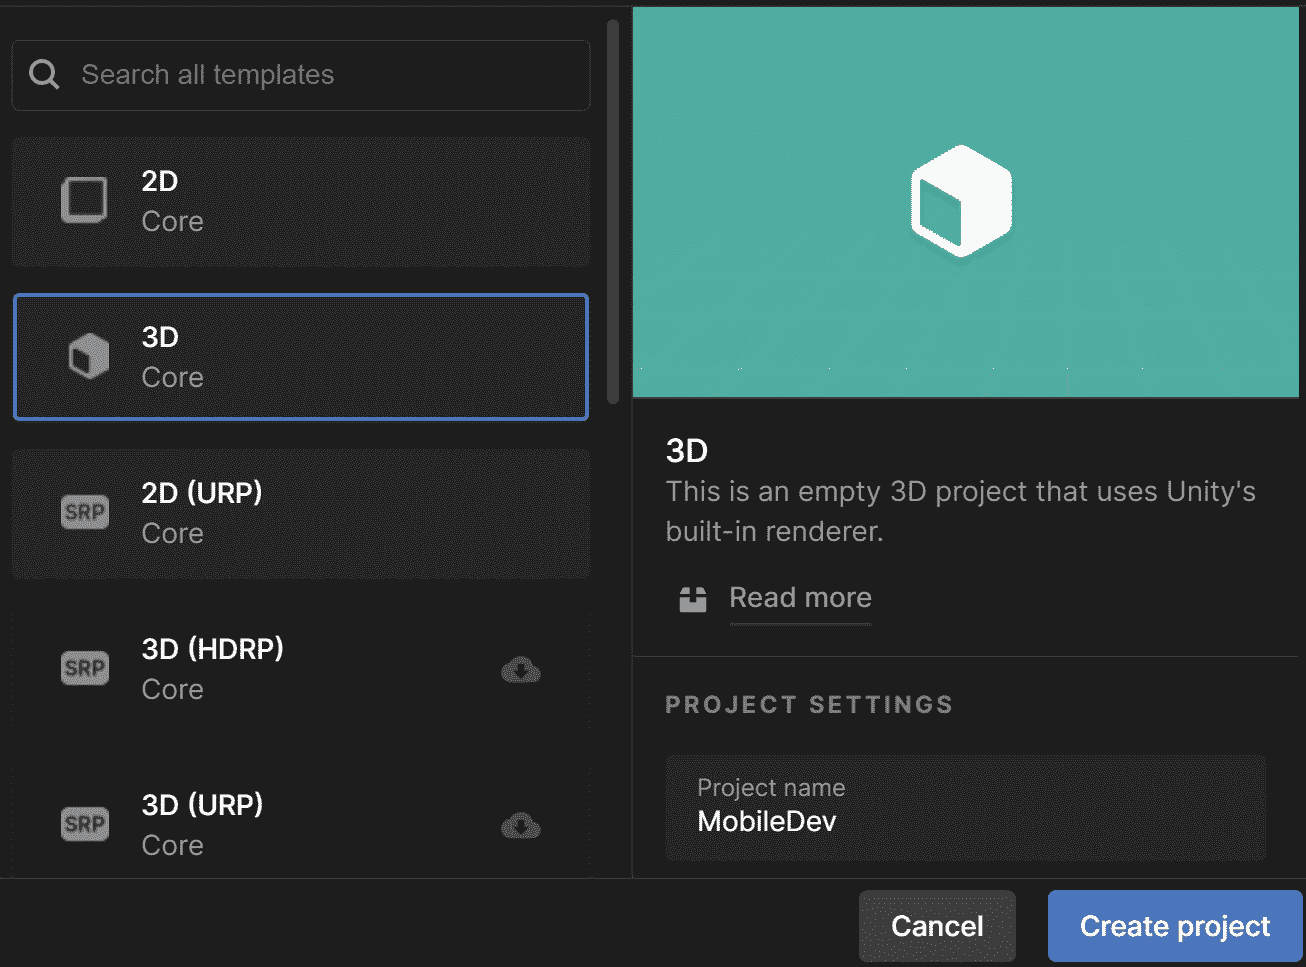 Search all templates
2D
Core
3D
Core
2D (URP)
Core
SRP
3D (HDRP)
Core
SRP
3D (URP)
Core
SRP
3D
This is an empty 3D project that uses Unity's
built-in renderer.
Read more
PROJECT SETTINGS
Project name
MobileDev
Cancel
Create project